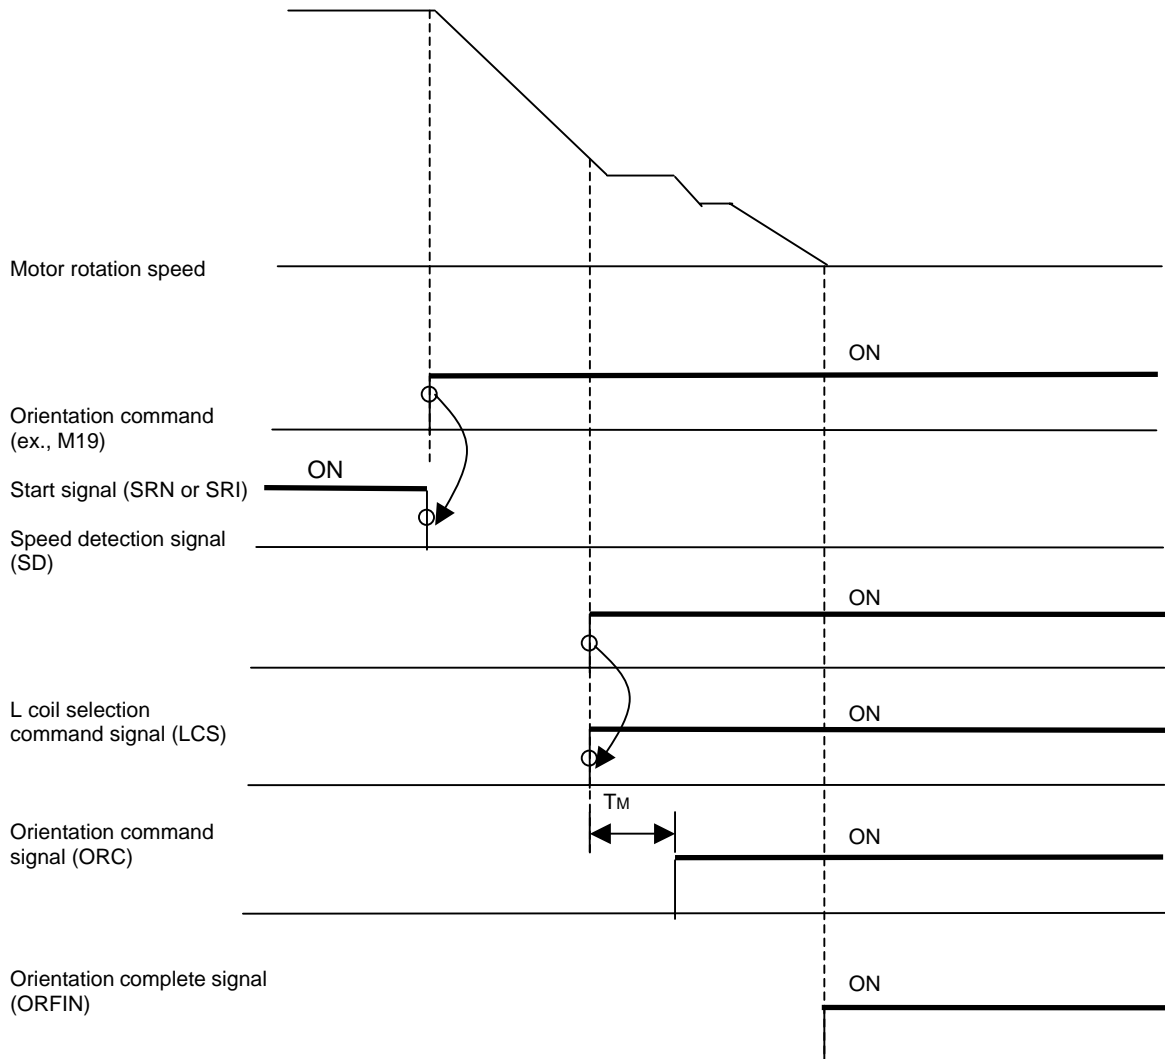 Motor rotation speed
ON
Orientation command
(ex., M19)
ON
Start signal (SRN or SRI)
Speed detection signal
(SD)
ON
L coil selection
command signal (LCS)
ON
TM
Orientation command
signal (ORC)
ON
Orientation complete signal
(ORFIN)
ON